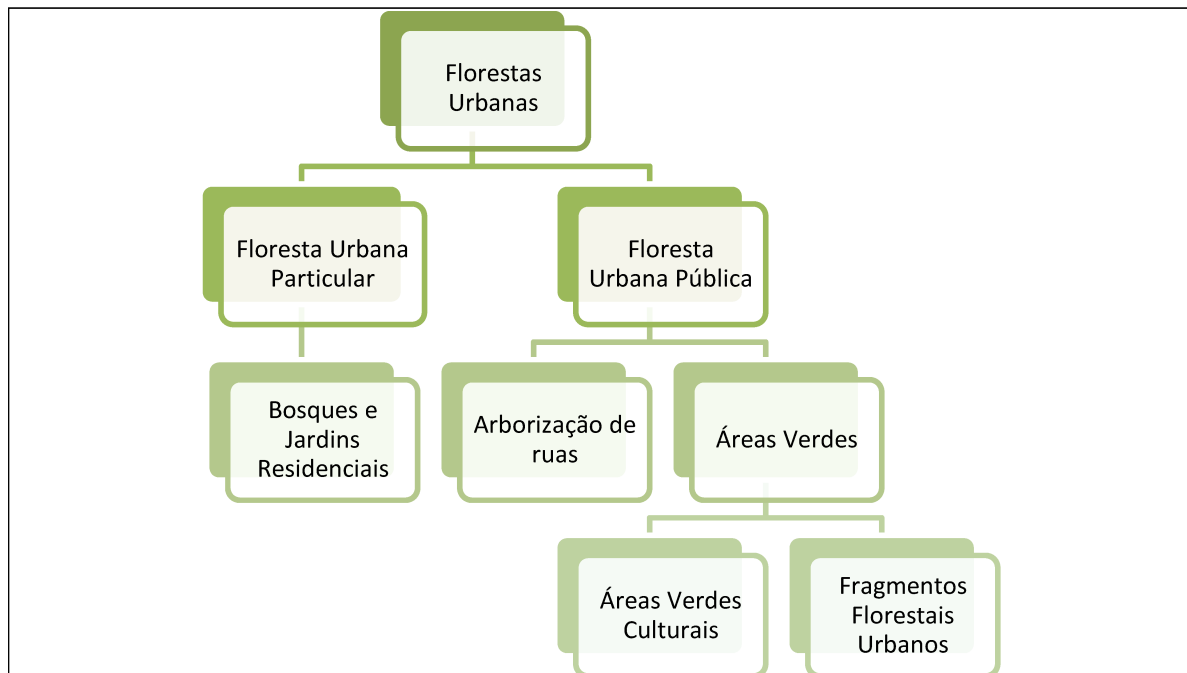 Florestas
Urbanas
Floresta Urbana
Particular
Floresta
Urbana Pública
Bosques e
Jardins
Residenciais
Arborização de
ruas
Áreas Verdes
Áreas Verdes
Culturais
Fragmentos
Florestais
Urbanos